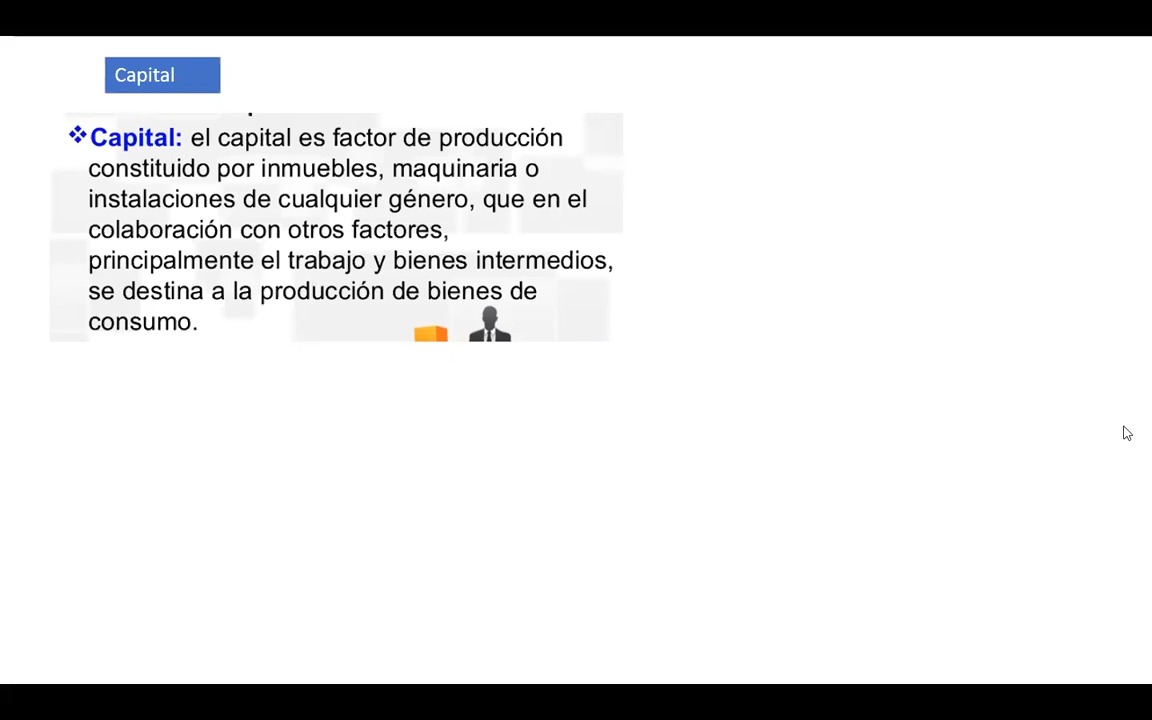 Capital
❖Capital: el capital es factor de producción
constituido por inmuebles, maquinaria o
instalaciones de cualquier género, que en el
colaboración con otros factores,
principalmente el trabajo y bienes intermedios,
se destina a la producción de bienes de
consumo.